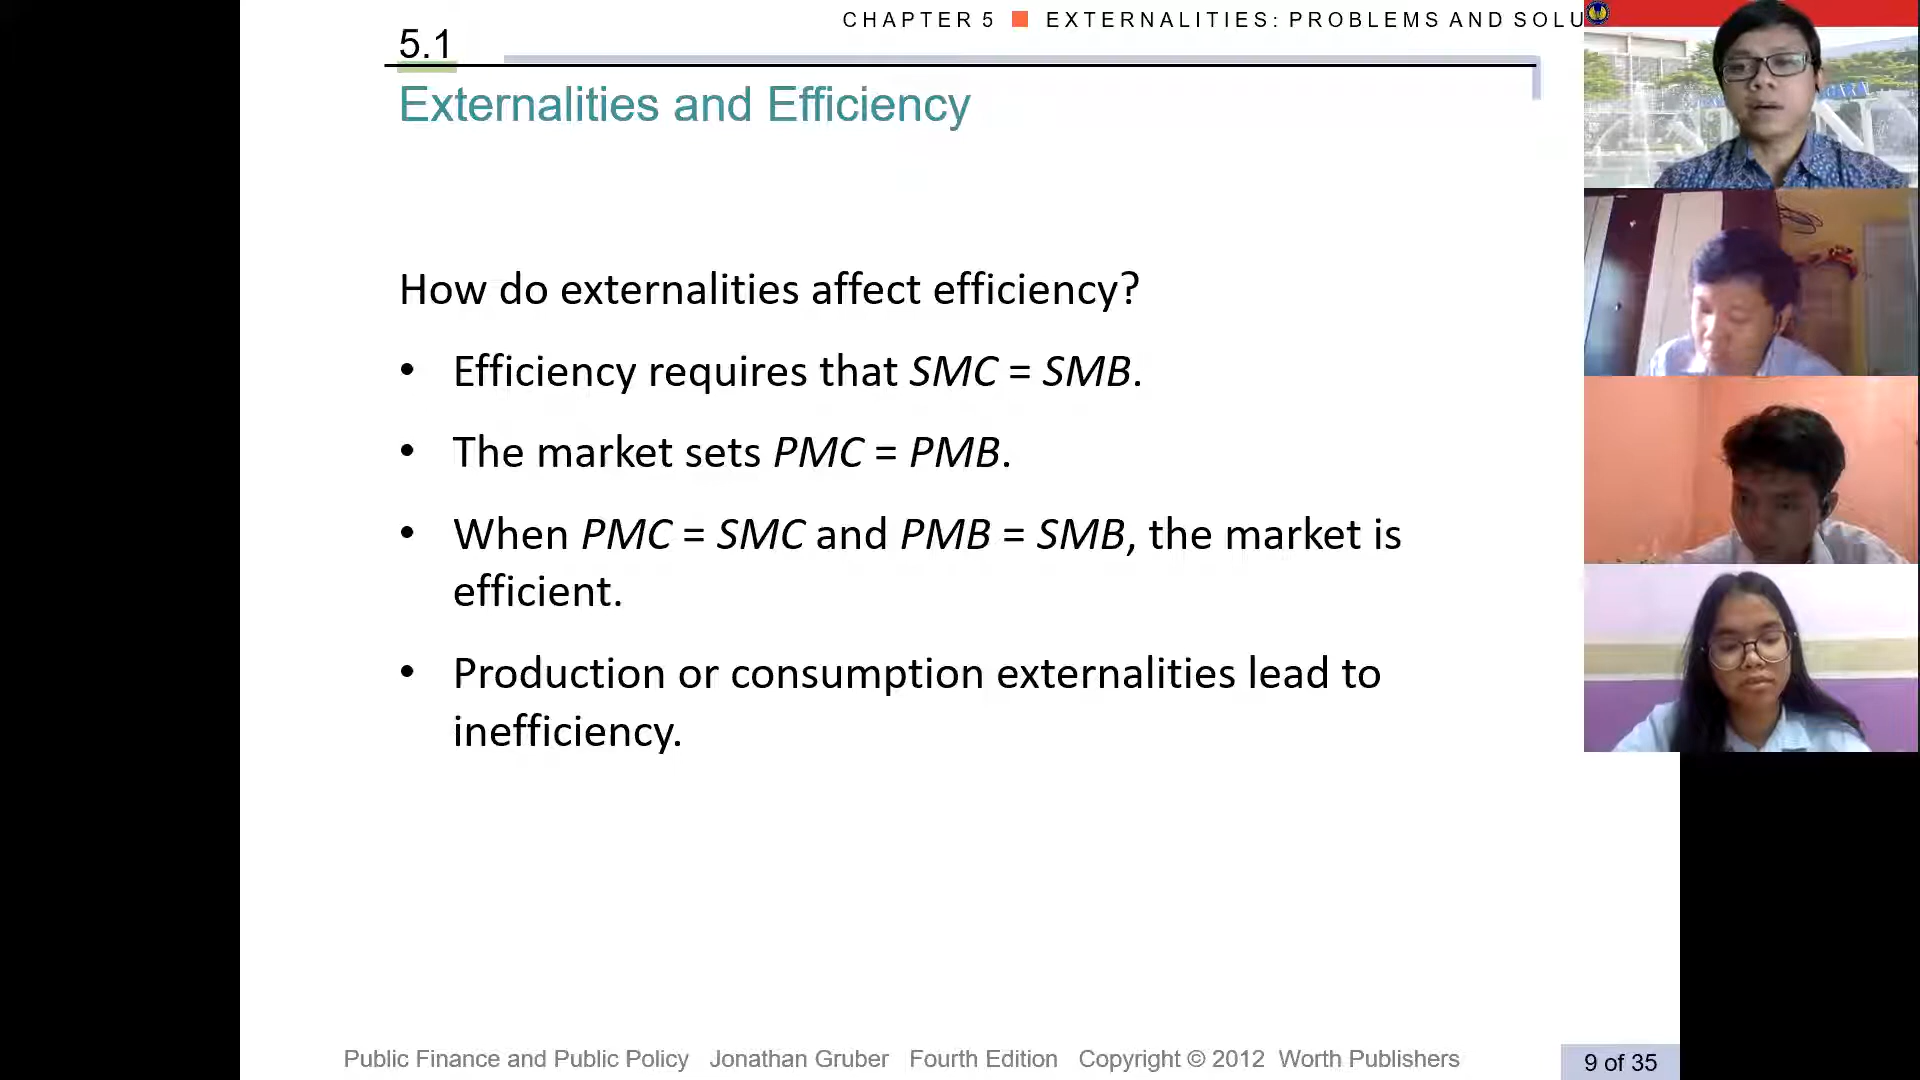 CHAPTER 5 ■ EXTERNALITIES: PROBLEMS AND SOLU
5.1
Externalities and Efficiency
How do externalities affect efficiency?
• Efficiency requires that SMC = SMB.
• The market sets PMC = PMB.
• When PMC = SMC and PMB = SMB, the market is
efficient.
• Production or consumption externalities lead to
inefficiency.
Public Finance and Public Policy Jonathan Gruber Fourth Edition Copyright © 2012 Worth Publishers
9 of 35